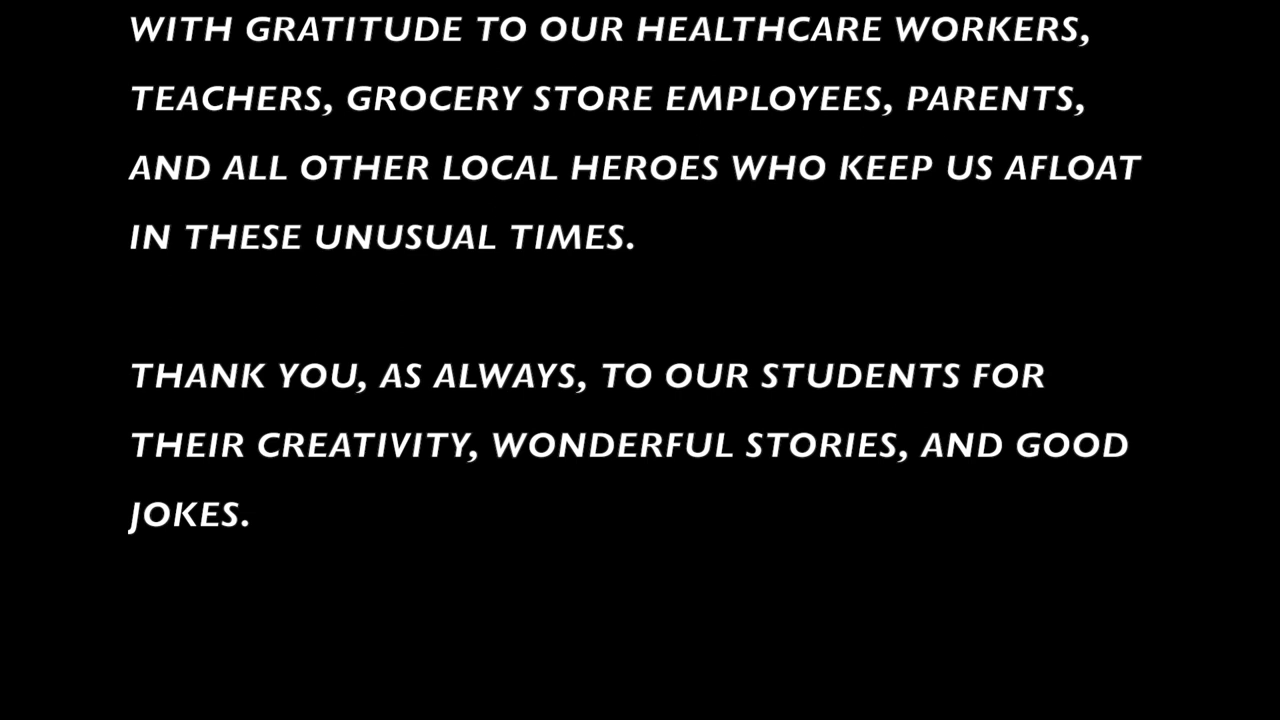 WITH GRATITUDE TO OUR HEALTHCARE WORKERS,
TEACHERS, GROCERY STORE EMPLOYEES, PARENTS,
AND ALL OTHER LOCAL HEROES WHO KEEP US AFLOAT
IN THESE UNUSUAL TIMES.
THANK YOU, AS ALWAYS, TO OUR STUDENTS FOR
THEIR CREATIVITY, WONDERFUL STORIES, AND GOOD
JOKES.